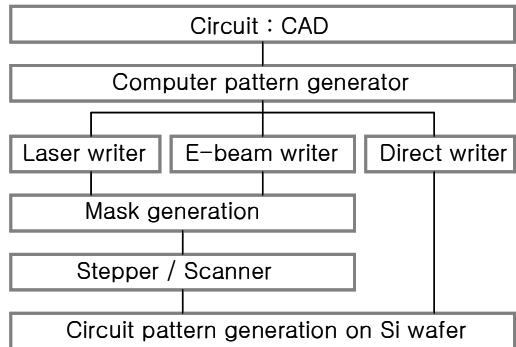 Circuit : CAD
Computer pattern generator
Laser writer
E-beam writer
Direct writer
Mask generation
Stepper / Scanner
Circuit pattern generation on Si wafer